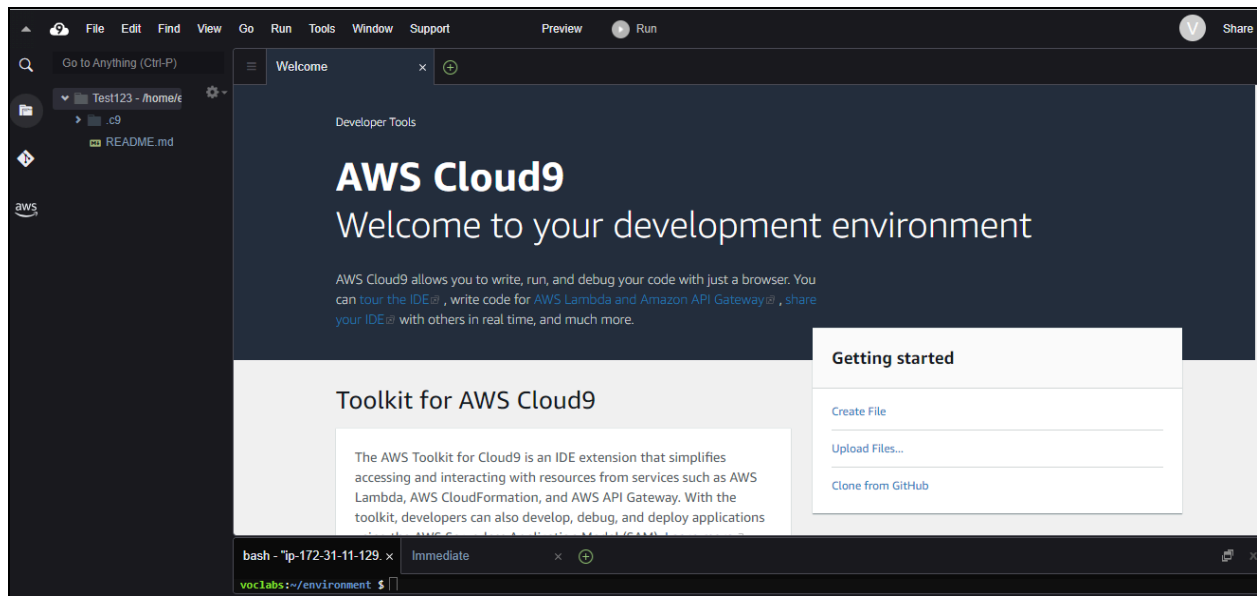 9 File Edit Find View Go Run Tools Window Support Preview Run V Share
Go to Anything (Ctrl-P)
Welcome
Test123 - /home/e
.c9
README.md
aws
Developer Tools
AWS Cloud9
Welcome to your development environment
AWS Cloud9 allows you to write, run, and debug your code with just a browser. You
can tour the IDE , write code for AWS Lambda and Amazon API Gateway , share
your IDE with others in real time, and much more.
Getting started
Create File
Upload Files...
Clone from GitHub
Toolkit for AWS Cloud9
The AWS Toolkit for Cloud9 is an IDE extension that simplifies
accessing and interacting with resources from services such as AWS
Lambda, AWS CloudFormation, and AWS API Gateway. With the
toolkit, developers can also develop, debug, and deploy applications
bash - "ip-172-31-11-129. Immediate
voclabs:~/environment $